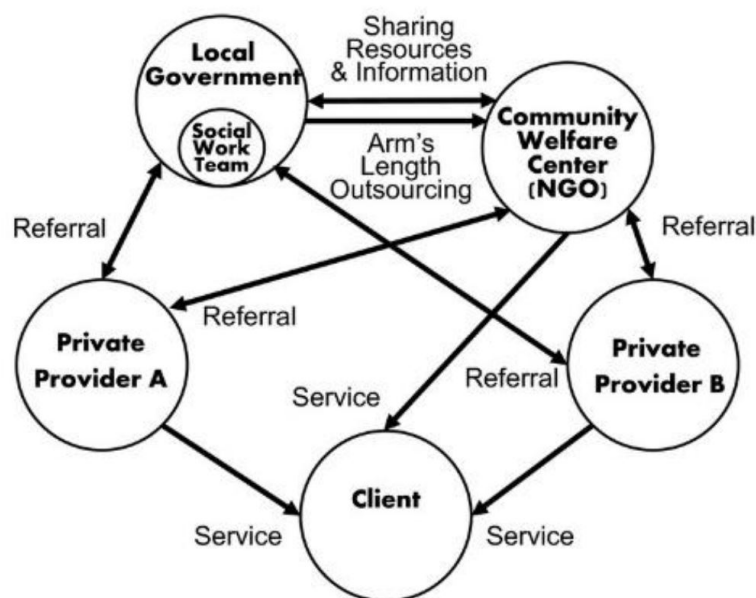 Local
Government
Social
Work
Team
Sharing
Resources
& Information
Arm's
Length
Outsourcing
Community
Welfare
Center
(NGO)
Referral
Referral
Referral
Referral
Private
Provider A
Private
Provider B
Service
Client
Service
Service